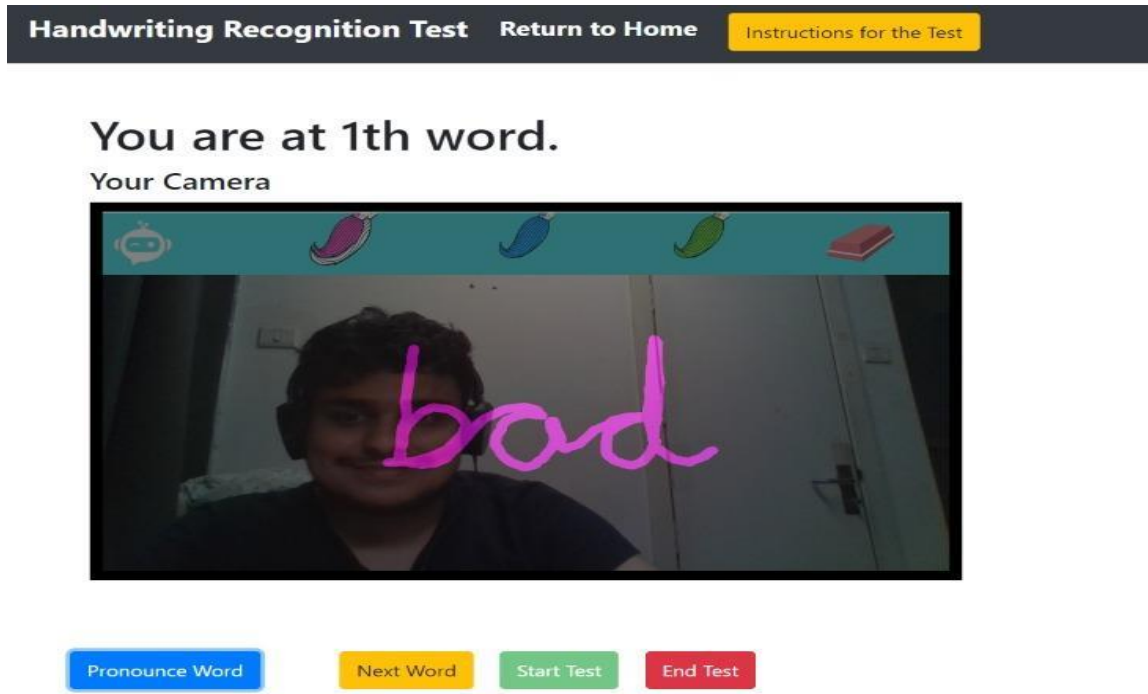 Handwriting Recognition Test Return to Home Instructions for the Test
You are at 1th word.
Your Camera
bad
Pronounce Word Next Word Start Test End Test